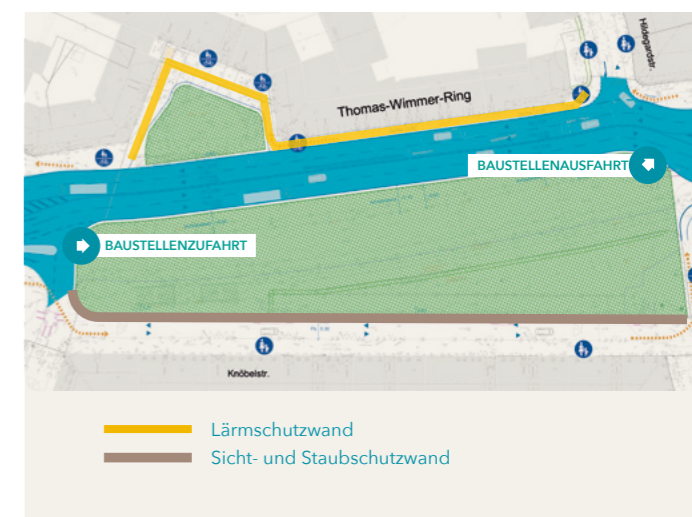 Hildegardstr.
Thomas-Wimmer-Ring
BAUSTELLENAUSFAHRT
BAUSTELLENZUFAHRT
Knöbelstr.
Lärmschutzwand
Sicht- und Staubschutzwand